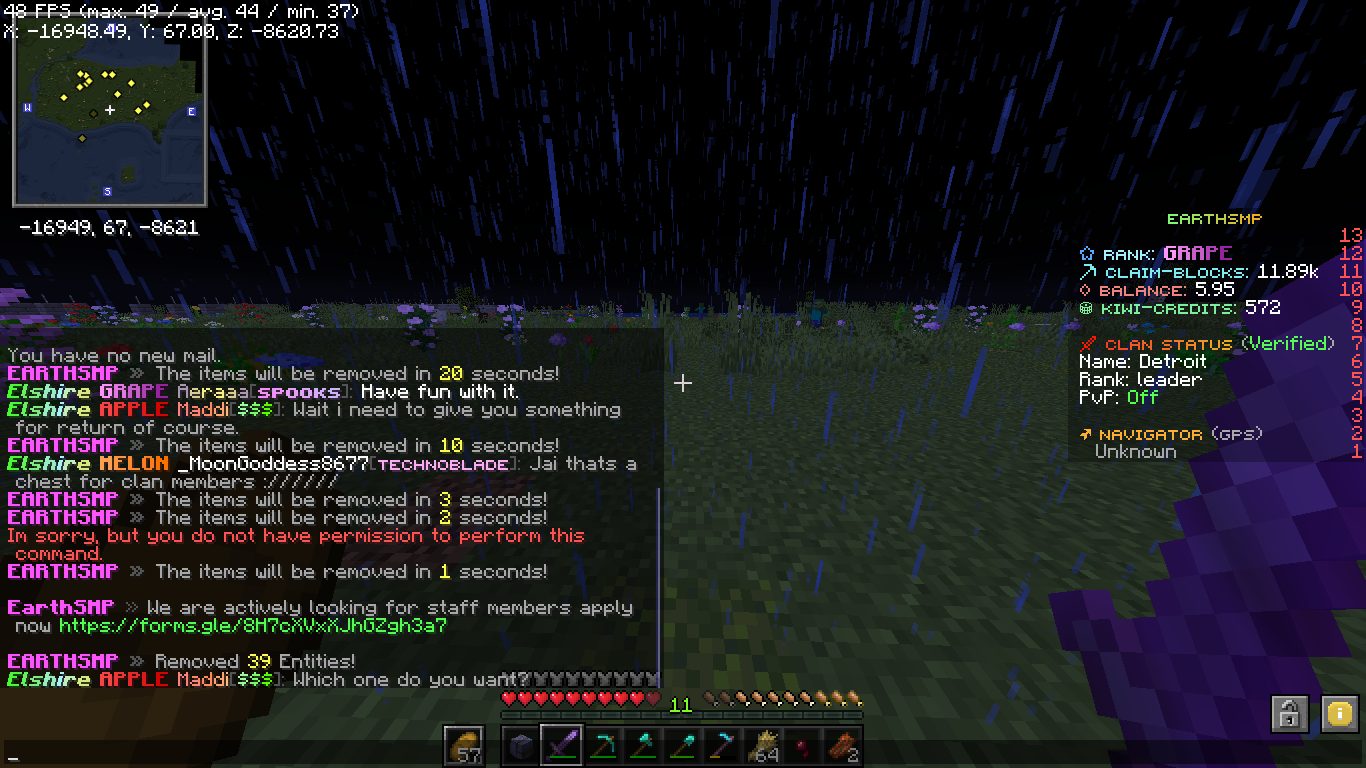 48 FPS (max. 49 / avg. 44 / min. 37)
X: -16948.49, Y: 67.00, Z: -8620.73
W
E
S
-16949, 67, -8621
EARTHSMP
13
RANK: GRAPE 12
CLAIM-BLOCKS: 11.89k 11
BALANCE: 5.95 10
KIWI-CREDITS: 572 9
8
CLAN STATUS (Verified) 7
Name: Detroit 6
Rank: leader 5
PvP: Off 4
3
NAVIGATOR (GPS) 2
Unknown 1
You have no new mail.
EARTHSMP » The items will be removed in 20 seconds!
Elshire GRAPE Aeraaa[SPOOKS]: Have fun with it.
Elshire APPLE Maddi[$$$]: Wait i need to give you something
for return of course.
EARTHSMP » The items will be removed in 10 seconds!
Elshire MELON _MoonGoddess8677[TECHNOBLADE]: Jai thats a
chest for clan members ://////
EARTHSMP » The items will be removed in 3 seconds!
EARTHSMP » The items will be removed in 2 seconds!
Im sorry, but you do not have permission to perform this
command.
EARTHSMP » The items will be removed in 1 seconds!
EarthSMP » We are actively looking for staff members apply
now https://forms.gle/8H7cXVxXJhGZgh3a7
EARTHSMP » Removed 39 Entities!
Elshire APPLE Maddi[$$$]: Which one do you want?
11
57
64
2
_